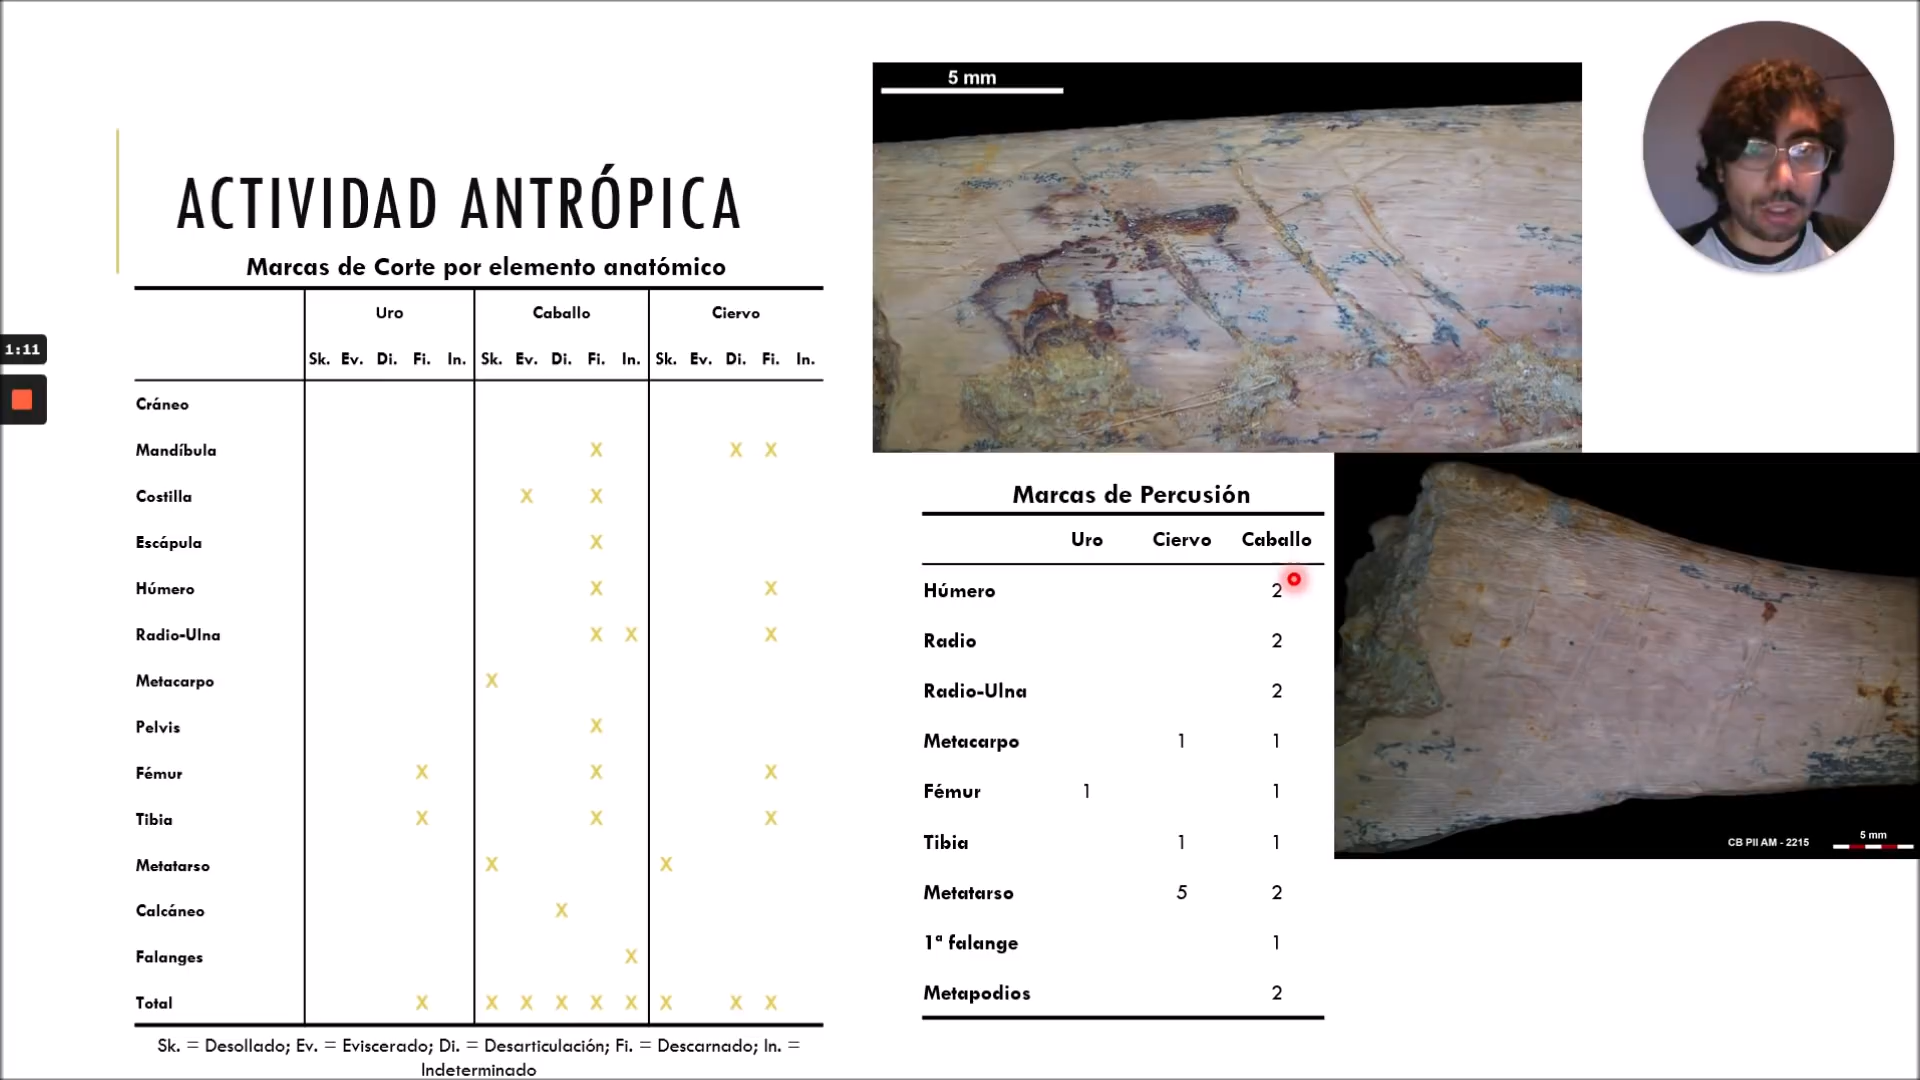 ACTIVIDAD ANTRÓPICA
Marcas de Corte por elemento anatómico
Uro Caballo Ciervo
Sk. Ev. Di. Fi. In. Sk. Ev. Di. Fi. In. Sk. Ev. Di. Fi. In.
Cráneo
Mandíbula X X X
Costilla X X
Escápula X
Húmero X X
Radio-Ulna X X X
Metacarpo X
Pelvis X
Fémur X X X
Tibia X X X
Metatarso X X
Calcáneo X
Falanges X
Total X X X X X X X X X
Sk. = Desollado; Ev. = Eviscerado; Di. = Desarticulación; Fi. = Descarnado; In. =
Indeterminado
1:11
5 mm
Marcas de Percusión
Uro Ciervo Caballo
Húmero 2
Radio 2
Radio-Ulna 2
Metacarpo 1 1
Fémur 1 1
Tibia 1 1
Metatarso 5 2
1ª falange 1
Metapodios 2
CB PII AM - 2215
5 mm